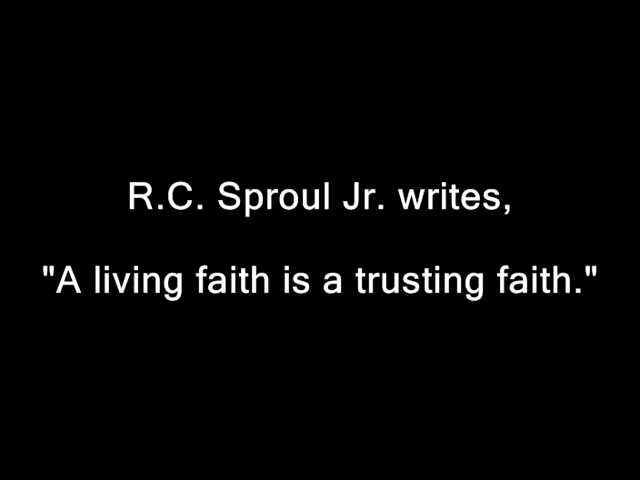 R.C. Sproul Jr. writes,
"A living faith is a trusting faith."